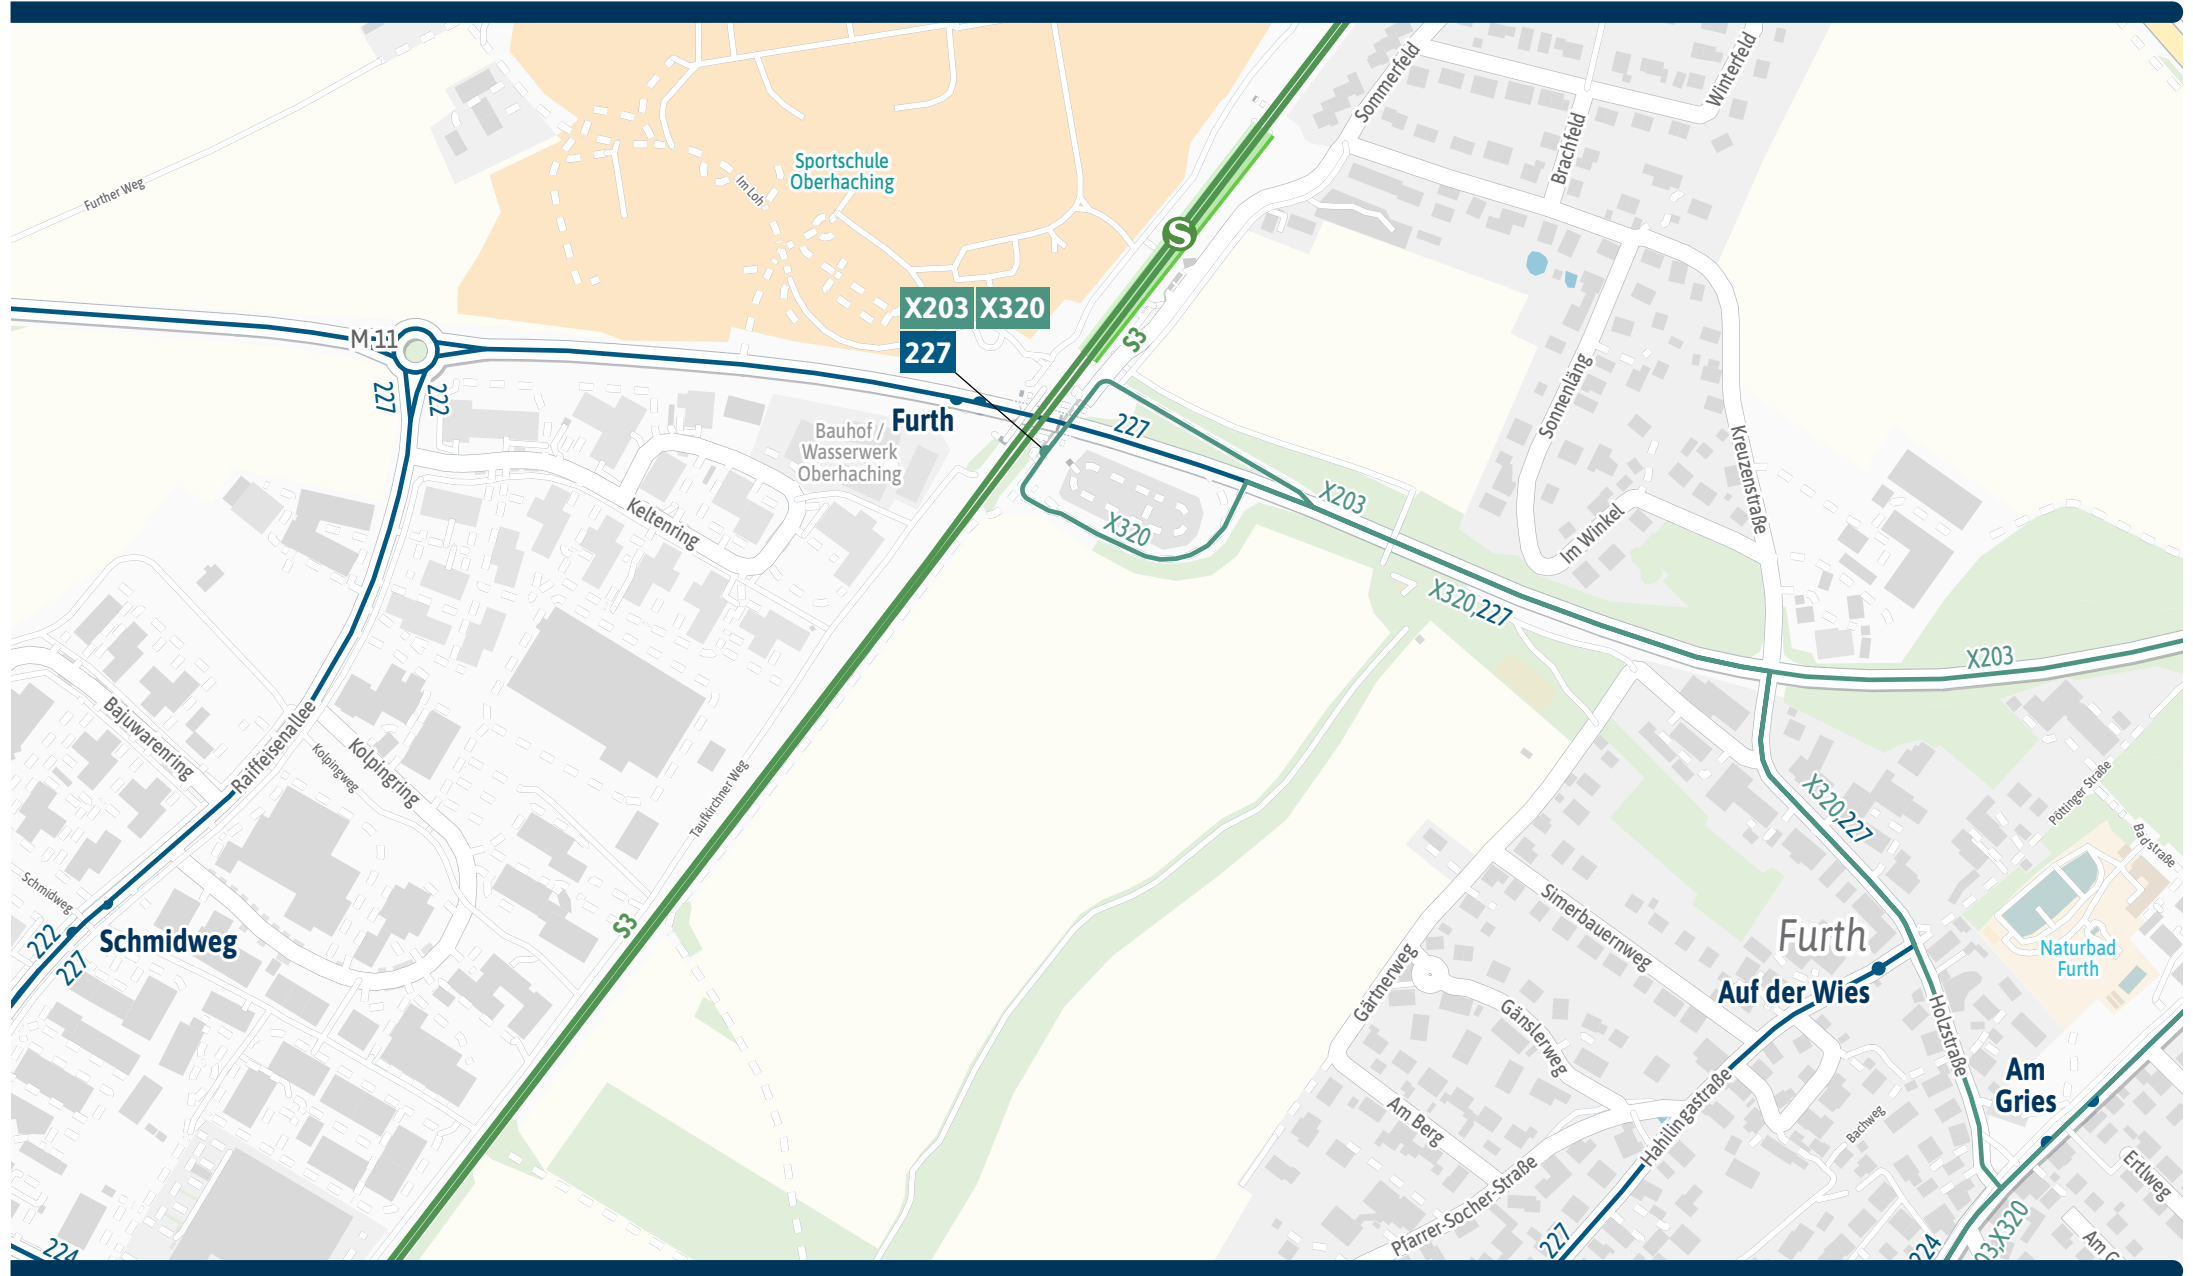 Sommerfeld
Winterfeld
Brachfeld
Sportschule
Oberhaching
Im Loh
Further Weg
S
X203 X320
227
S3
M 11
227
222
Furth
Bauhof /
Wasserwerk
Oberhaching
227
Sonnenläng
Kreuzenstraße
X203
Keltenring
X320
Im Winkel
X320,227
X203
Bajuwarenring
Raiffeisenallee
Kolpingring
Kolpingweg
Taufkirchner Weg
X320,227
Pöttinger Straße
Badstraße
Schmidweg
S3
Simerbauernweg
Furth
Naturbad
Furth
222
227
Schmidweg
Gärtnerweg
Auf der Wies
Gänslerweg
Holzstraße
Am
Gries
Hahilingastraße
Am Berg
Bachweg
Pfarrer-Socher-Straße
Ertlweg
227
224
224
03,X320
Am G